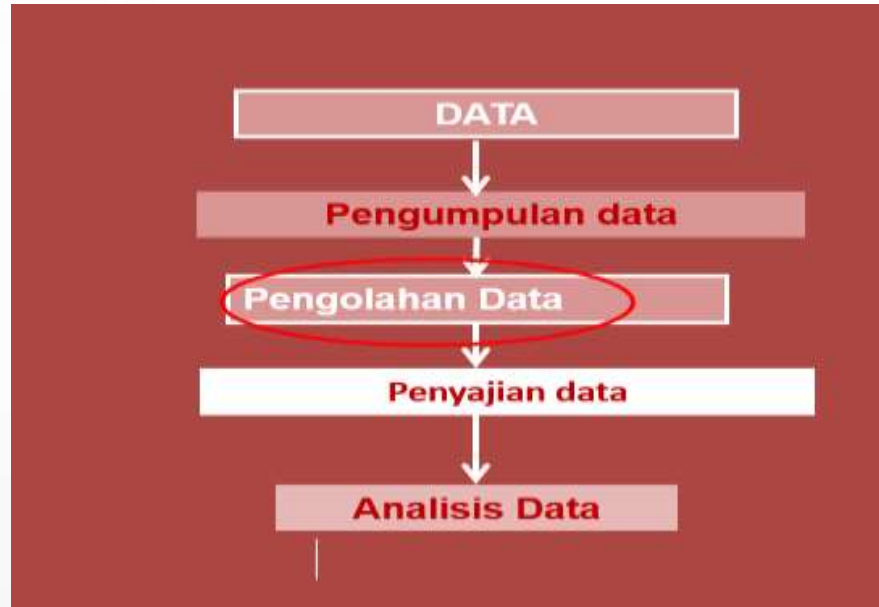 DATA
Pengumpulan data
Pengolahan Data
Penyajian data
Analisis Data